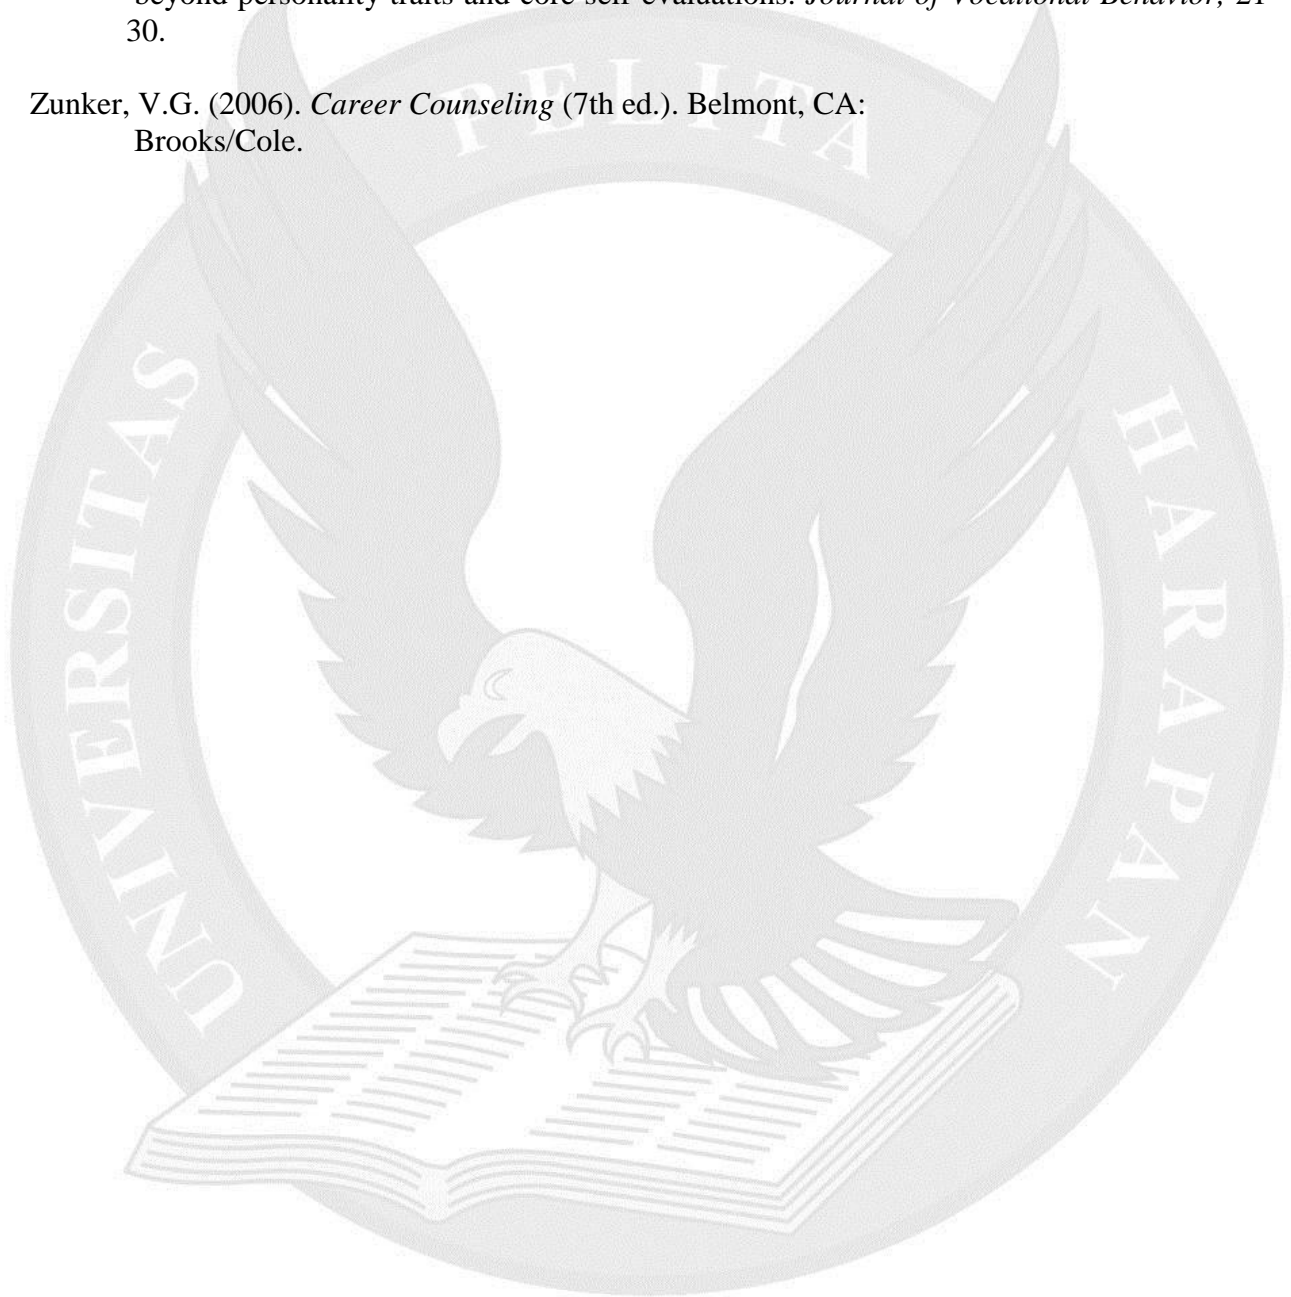 beyond personality traits and core self-evaluations. Journal of Vocational Behavior, 21-
30.
Zunker, V.G. (2006). Career Counseling (7th ed.). Belmont, CA:
Brooks/Cole.
UNIVERSITAS PELITA HARAPAN